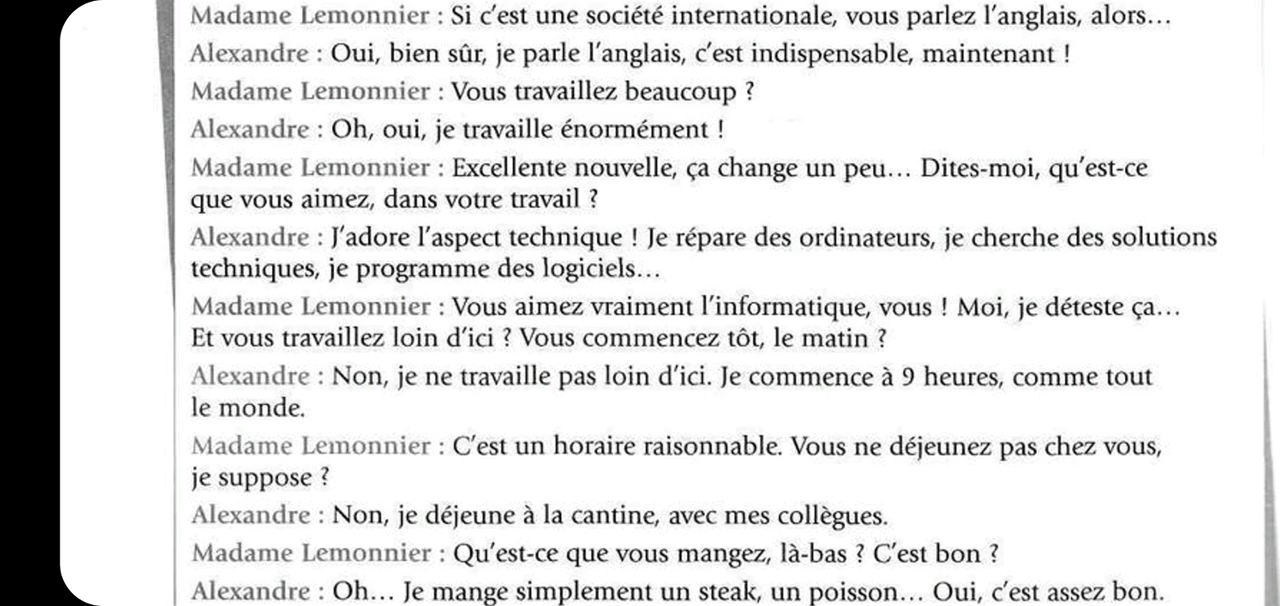 Madame Lemonnier : Si c'est une société internationale, vous parlez l'anglais, alors…
Alexandre : Oui, bien sûr, je parle l'anglais, c'est indispensable, maintenant !
Madame Lemonnier : Vous travaillez beaucoup ?
Alexandre : Oh, oui, je travaille énormément !
Madame Lemonnier : Excellente nouvelle, ça change un peu… Dites-moi, qu'est-ce
que vous aimez, dans votre travail ?
Alexandre : J'adore l'aspect technique ! Je répare des ordinateurs, je cherche des solutions
techniques, je programme des logiciels…
Madame Lemonnier : Vous aimez vraiment l'informatique, vous ! Moi, je déteste ça…
Et vous travaillez loin d'ici ? Vous commencez tôt, le matin ?
Alexandre : Non, je ne travaille pas loin d'ici. Je commence à 9 heures, comme tout
le monde.
Madame Lemonnier : C'est un horaire raisonnable. Vous ne déjeunez pas chez vous,
je suppose ?
Alexandre : Non, je déjeune à la cantine, avec mes collègues.
Madame Lemonnier : Qu'est-ce que vous mangez, là-bas ? C'est bon ?
Alexandre : Oh… Je mange simplement un steak, un poisson… Oui, c'est assez bon.